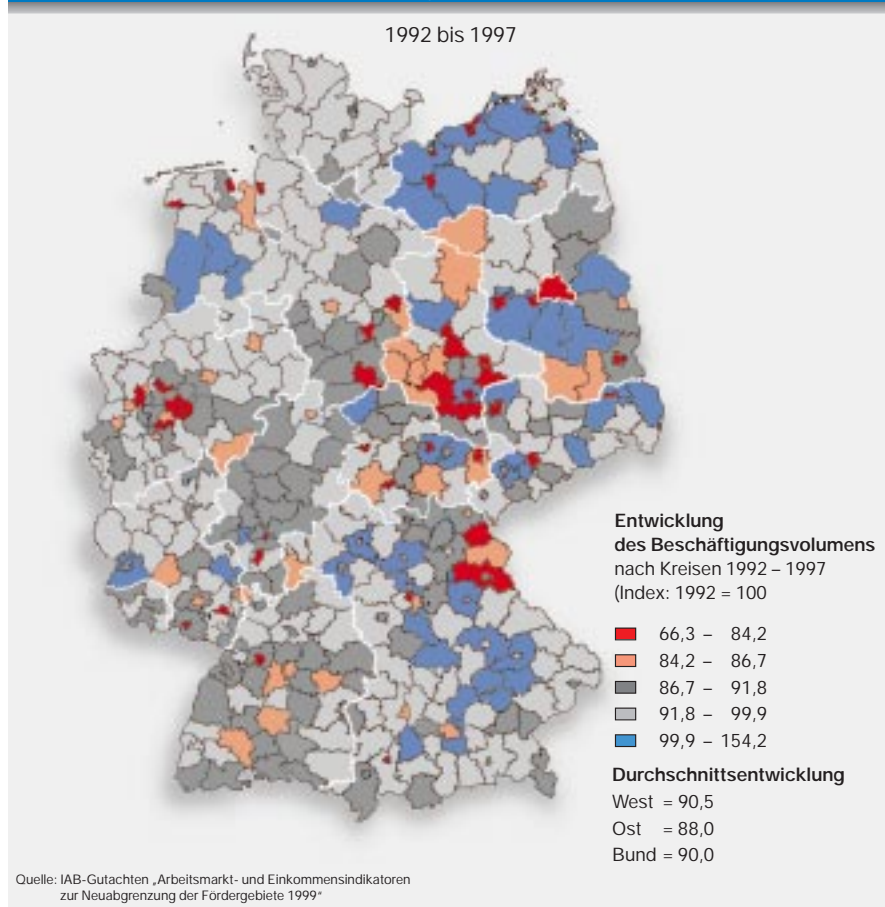 1992 bis 1997
Entwicklung
des Beschäftigungsvolumens
nach Kreisen 1992 – 1997
(Index: 1992 = 100
66,3 – 84,2
84,2 – 86,7
86,7 – 91,8
91,8 – 99,9
99,9 – 154,2
Durchschnittsentwicklung
West = 90,5
Ost = 88,0
Bund = 90,0
Quelle: IAB-Gutachten „Arbeitsmarkt- und Einkommensindikatoren
zur Neuabgrenzung der Fördergebiete 1999“